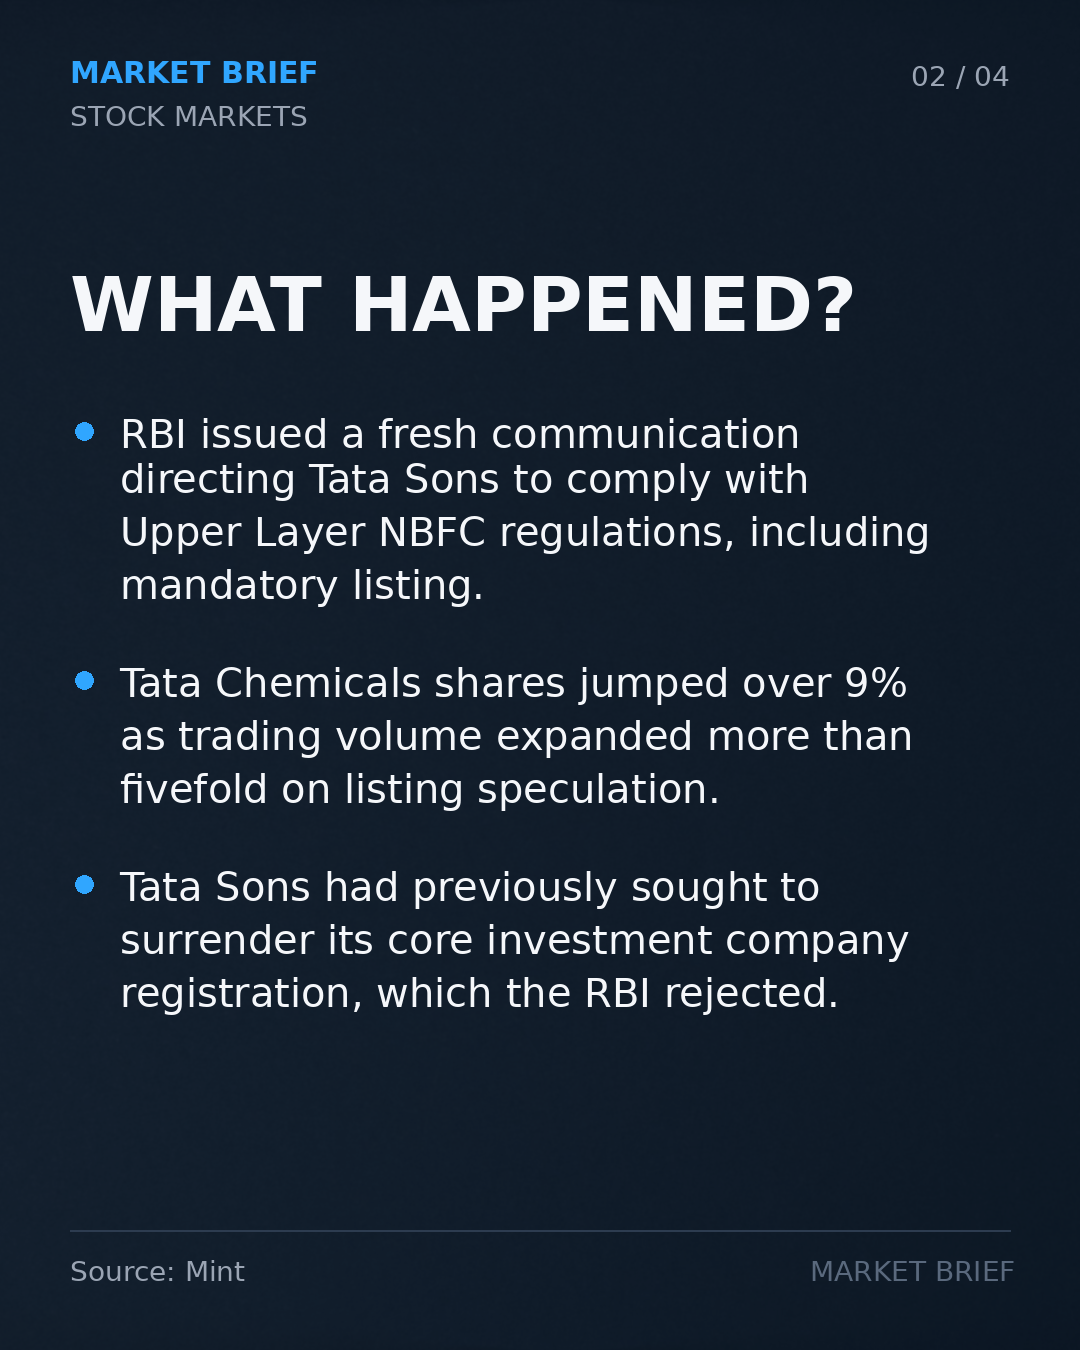 MARKET BRIEF
02 / 04
STOCK MARKETS
WHAT HAPPENED?
RBI issued a fresh communication
directing Tata Sons to comply with
Upper Layer NBFC regulations, including
mandatory listing.
Tata Chemicals shares jumped over 9%
as trading volume expanded more than
fivefold on listing speculation.
Tata Sons had previously sought to
surrender its core investment company
registration, which the RBI rejected.
Source: Mint
MARKET BRIEF